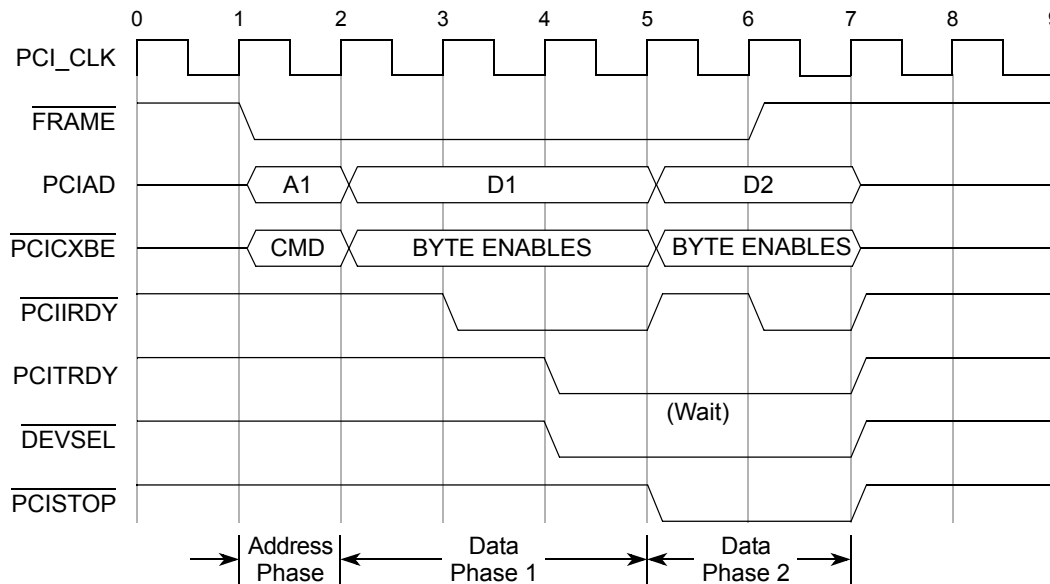 0 1 2 3 4 5 6 7 8 9
PCI_CLK
FRAME
PCIAD A1 D1 D2
PCICXBE CMD BYTE ENABLES BYTE ENABLES
PCIIRDY
PCITRDY
(Wait)
DEVSEL
PCISTOP
Address Phase
Data Phase 1
Data Phase 2